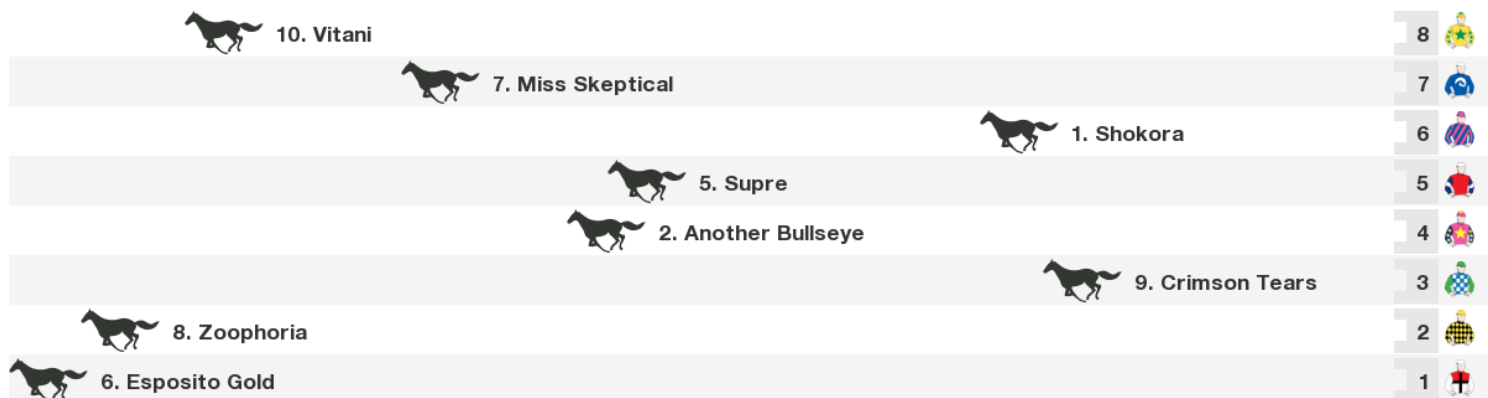 10. Vitani 8
7. Miss Skeptical 7
1. Shokora 6
5. Supre 5
2. Another Bullseye 4
9. Crimson Tears 3
8. Zoophoria 2
6. Esposito Gold 1